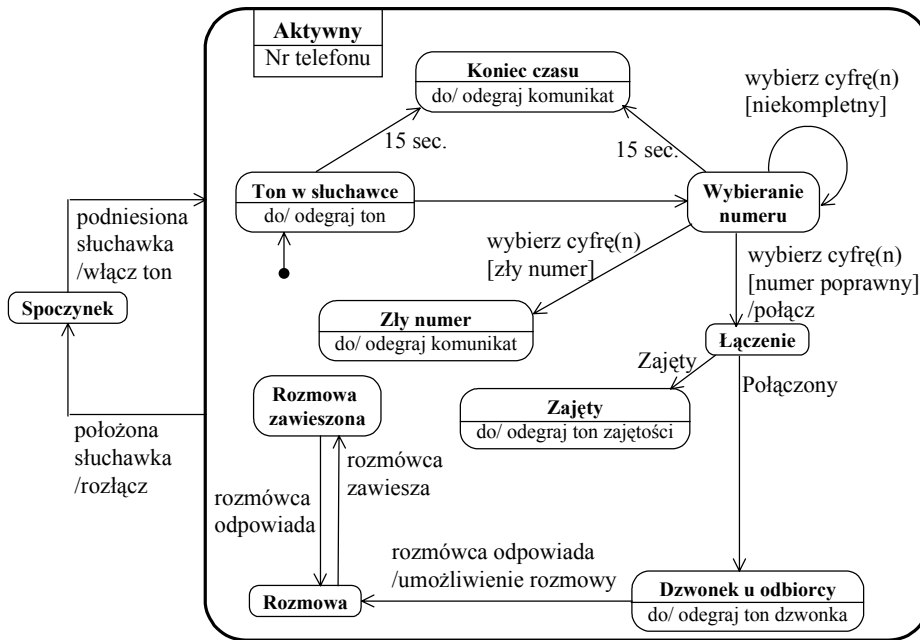 Aktywny
Nr telefonu
Koniec czasu
do/ odegraj komunikat
wybierz cyfrę(n)
[niekompletny]
15 sec.
15 sec.
Ton w słuchawce
do/ odegraj ton
Wybieranie
numeru
podniesiona
słuchawka
/włącz ton
wybierz cyfrę(n)
[zły numer]
wybierz cyfrę(n)
[numer poprawny]
/połącz
Spoczynek
Zły numer
do/ odegraj komunikat
Łączenie
Zajęty
Połączony
Rozmowa
zawieszona
Zajęty
do/ odegraj ton zajętości
położona
słuchawka
/rozłącz
rozmówca
zawiesza
rozmówca
odpowiada
rozmówca odpowiada
/umożliwienie rozmowy
Rozmowa
Dzwonek u odbiorcy
do/ odegraj ton dzwonka